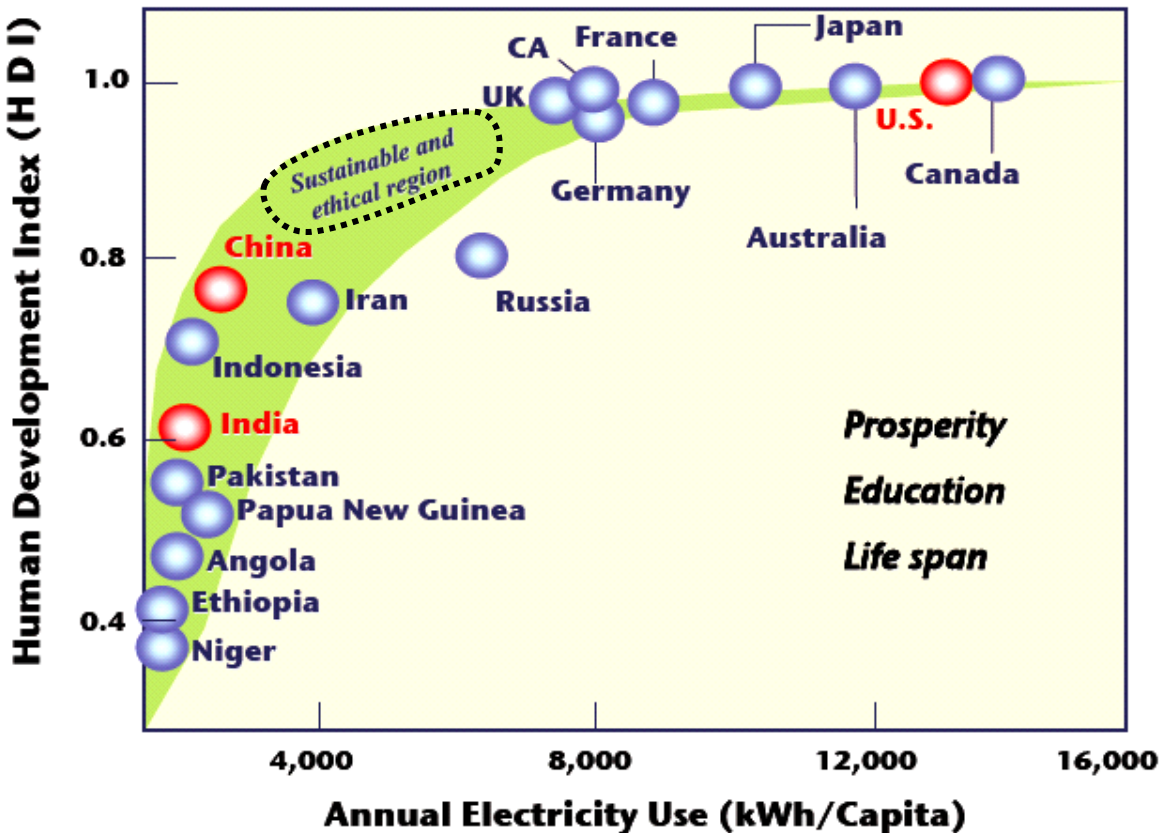 Human Development Index (H D I)
1.0
0.8
0.6
0.4
CA
France
Japan
UK
U.S.
Germany
Canada
Australia
Sustainable and
ethical region
China
Iran
Russia
Indonesia
India
Pakistan
Papua New Guinea
Angola
Ethiopia
Niger
Prosperity
Education
Life span
4,000
8,000
12,000
16,000
Annual Electricity Use (kWh/Capita)